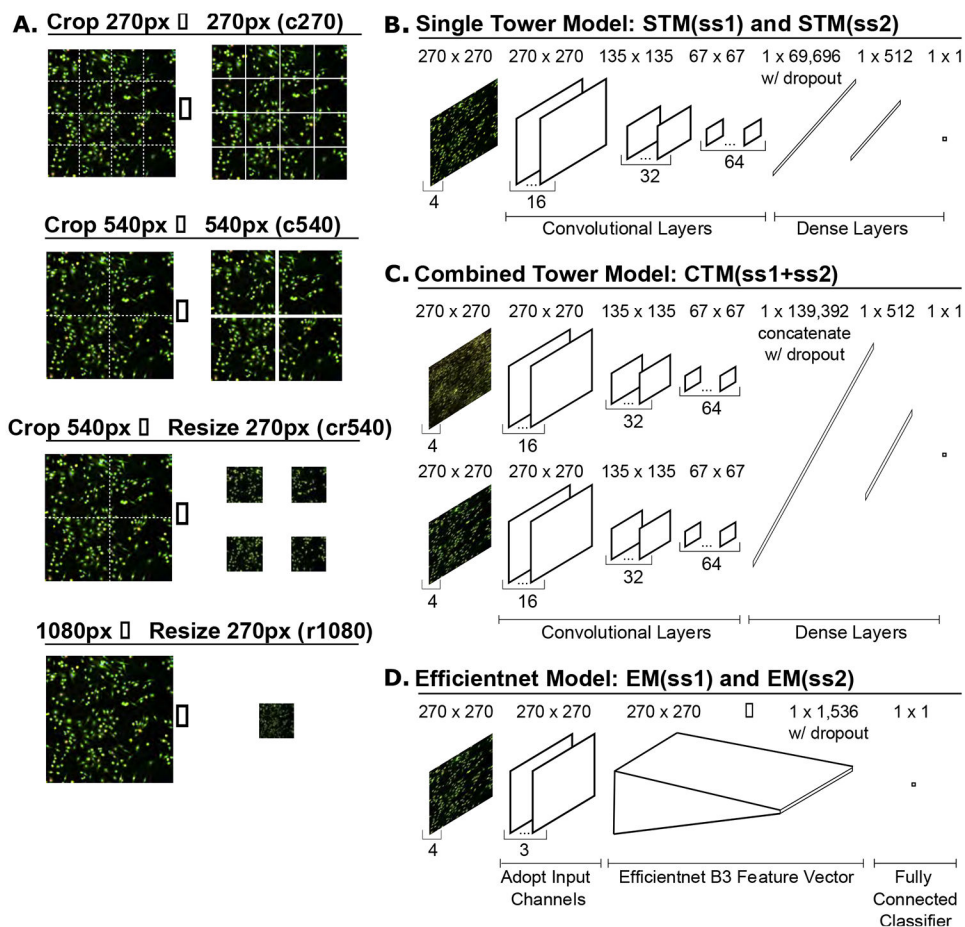 A. Crop 270px ▯ 270px (c270)
Crop 540px ▯ 540px (c540)
Crop 540px ▯ Resize 270px (cr540)
1080px ▯ Resize 270px (r1080)
B. Single Tower Model: STM(ss1) and STM(ss2)
270 x 270 270 x 270 135 x 135 67 x 67 1 x 69,696 1 x 512 1 x 1
w/ dropout
4 ... 16 ... 32 ... 64
Convolutional Layers Dense Layers
C. Combined Tower Model: CTM(ss1+ss2)
270 x 270 270 x 270 135 x 135 67 x 67 1 x 139,392 1 x 512 1 x 1
concatenate
w/ dropout
4 ... 16 ... 32 ... 64
270 x 270 270 x 270 135 x 135 67 x 67
4 ... 16 ... 32 ... 64
Convolutional Layers Dense Layers
D. Efficientnet Model: EM(ss1) and EM(ss2)
270 x 270 270 x 270 270 x 270 ▯ 1 x 1,536 1 x 1
w/ dropout
4 ... 3
Adopt Input Efficientnet B3 Feature Vector Fully
Channels Connected
Classifier